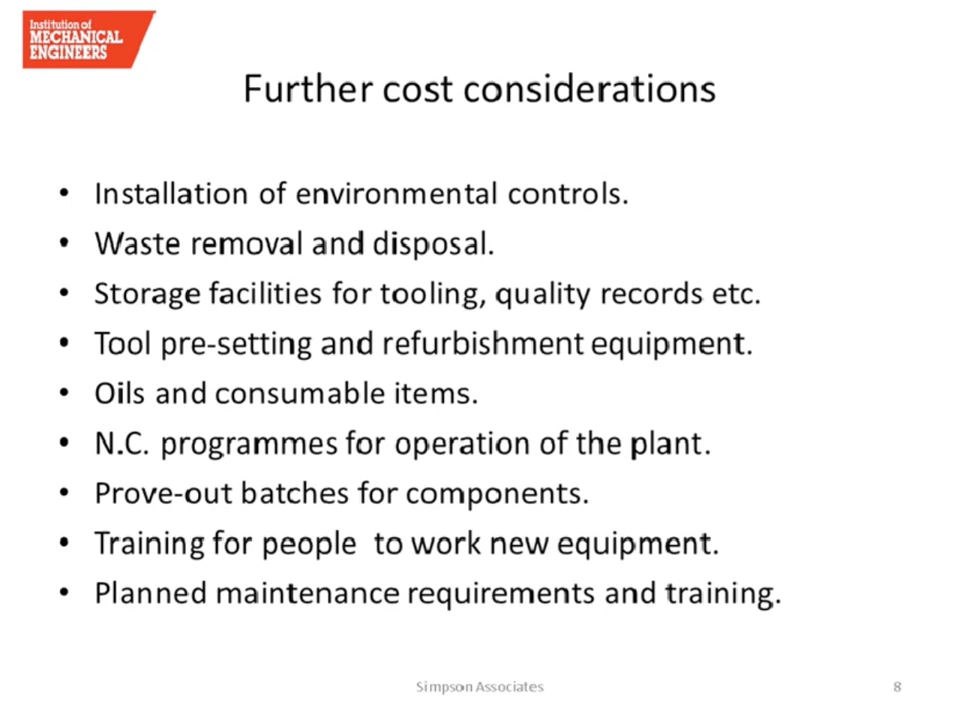 Institution of
MECHANICAL
ENGINEERS
Further cost considerations
• Installation of environmental controls.
• Waste removal and disposal.
• Storage facilities for tooling, quality records etc.
• Tool pre-setting and refurbishment equipment.
• Oils and consumable items.
• N.C. programmes for operation of the plant.
• Prove-out batches for components.
• Training for people  to work new equipment.
• Planned maintenance requirements and training.
Simpson Associates
8